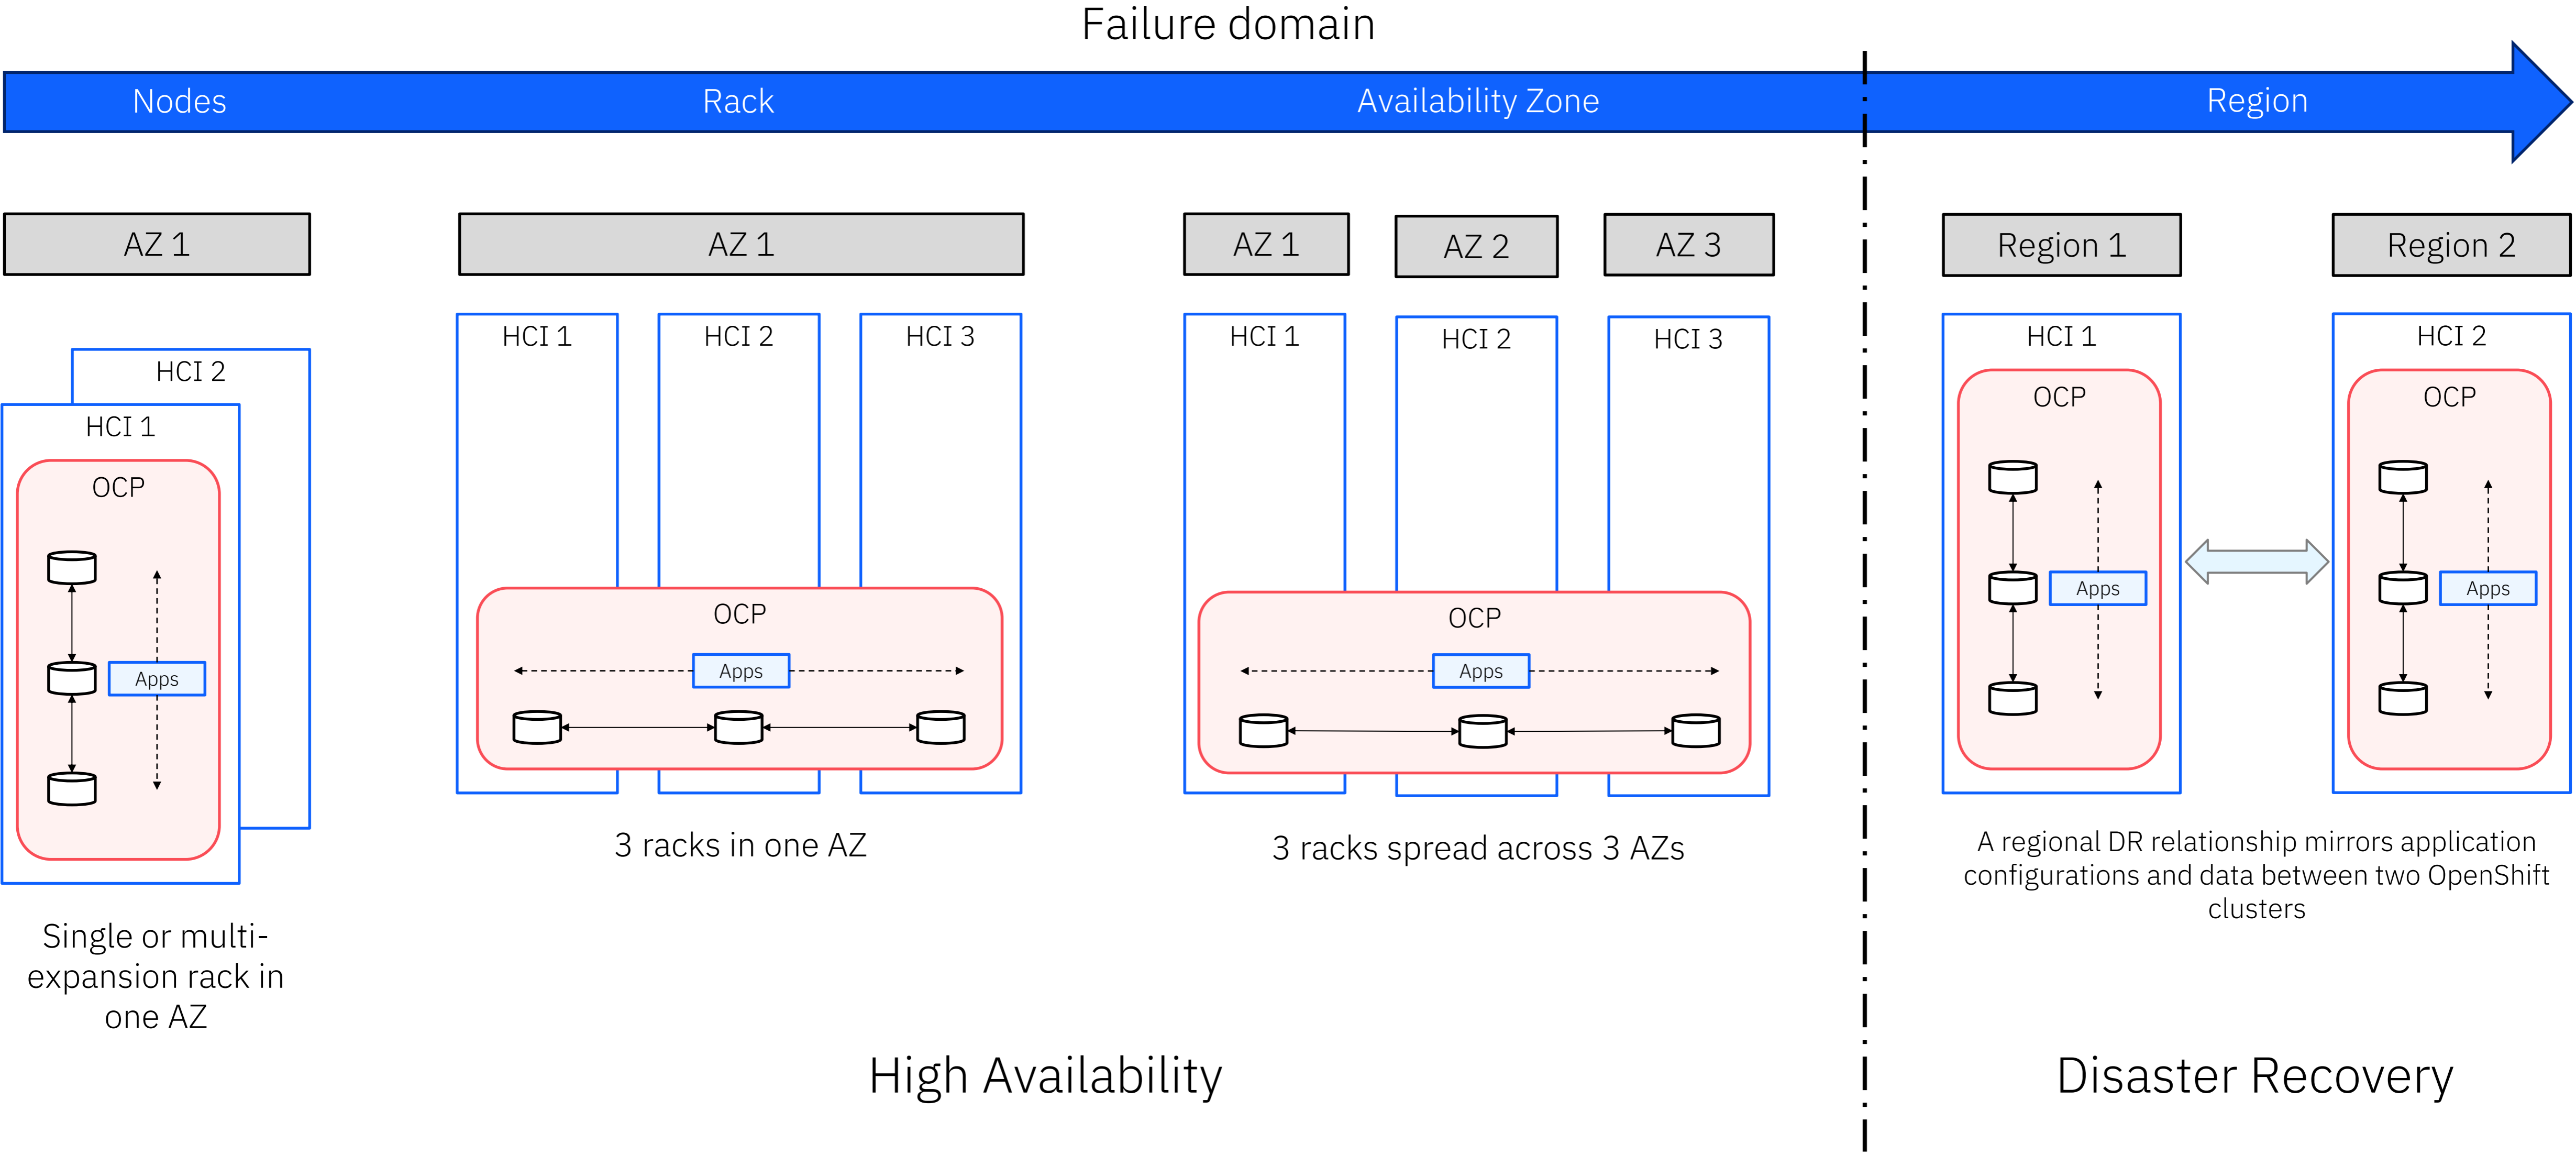 Failure domain
Nodes
Rack
Availability Zone
Region
AZ 1
HCI 2
HCI 1
OCP
Apps
Single or multi-
expansion rack in
one AZ
AZ 1
HCI 1
HCI 2
HCI 3
OCP
Apps
3 racks in one AZ
AZ 1
AZ 2
AZ 3
HCI 1
HCI 2
HCI 3
OCP
Apps
3 racks spread across 3 AZs
Region 1
Region 2
HCI 1
HCI 2
OCP
OCP
Apps
Apps
A regional DR relationship mirrors application
configurations and data between two OpenShift
clusters
High Availability
Disaster Recovery